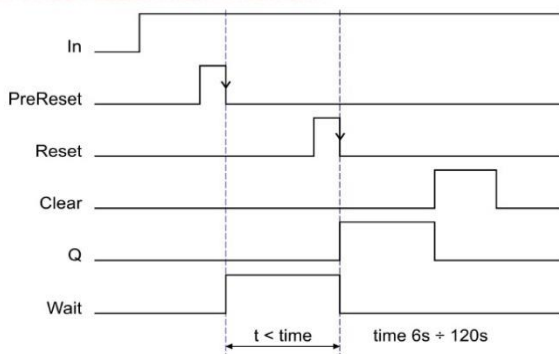 In
PreReset
Reset
Clear
Q
Wait
t < time
time 6s ÷ 120s